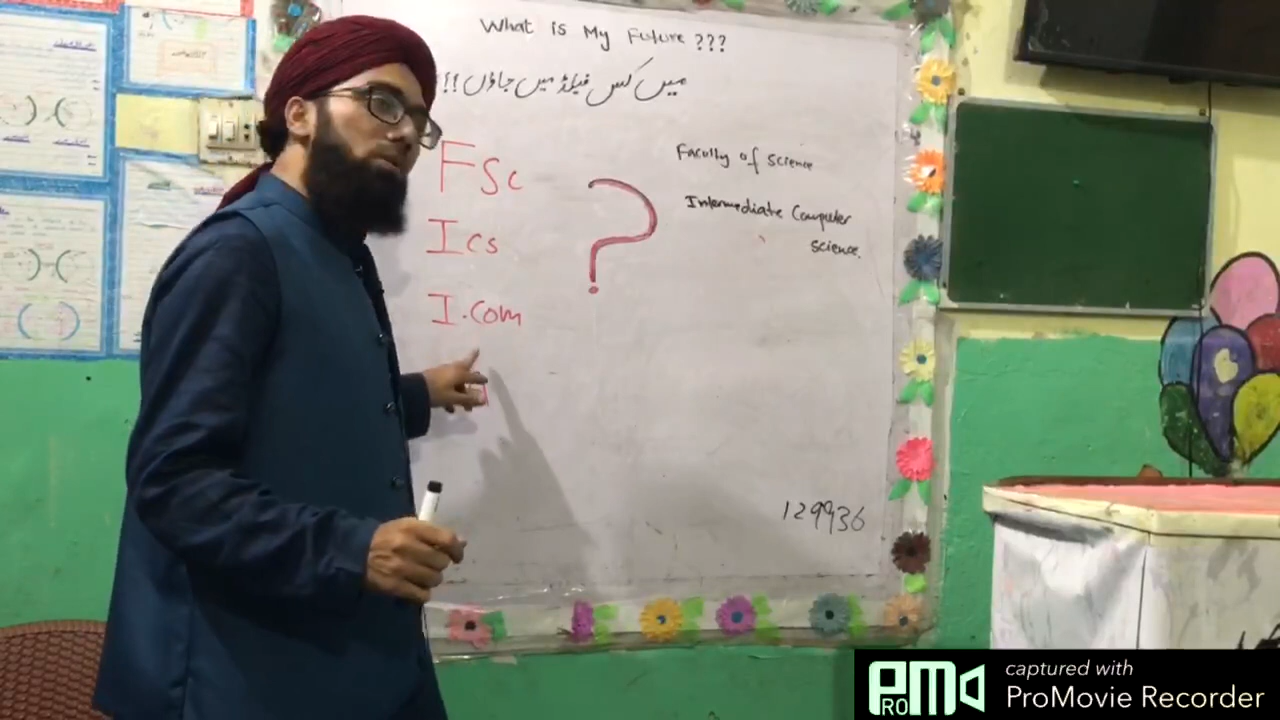 What is My Future ???
میں کس فیلڈ میں جاؤں !!
FSc
Faculty of Science
Ics
Intermediate Computer
science.
I.com
129936
PRO M
captured with
ProMovie Recorder